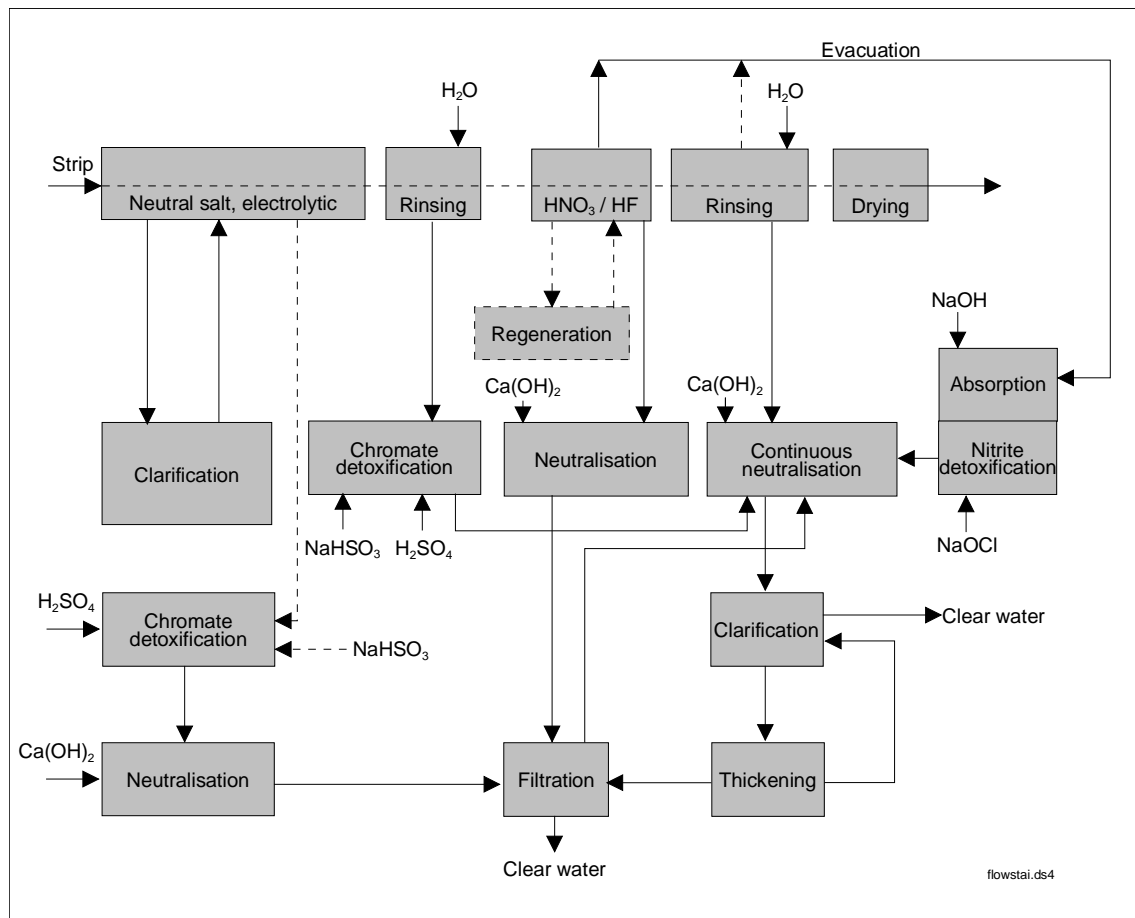 Evacuation
H₂O
H₂O
Strip
Neutral salt, electrolytic
Rinsing
HNO₃ / HF
Rinsing
Drying
NaOH
Regeneration
Absorption
Ca(OH)₂
Ca(OH)₂
Clarification
Chromate
detoxification
Neutralisation
Continuous
neutralisation
Nitrite
detoxification
NaHSO₃
H₂SO₄
NaOCl
H₂SO₄
Chromate
detoxification
NaHSO₃
Clarification
Clear water
Ca(OH)₂
Neutralisation
Filtration
Thickening
Clear water
flowstai.ds4